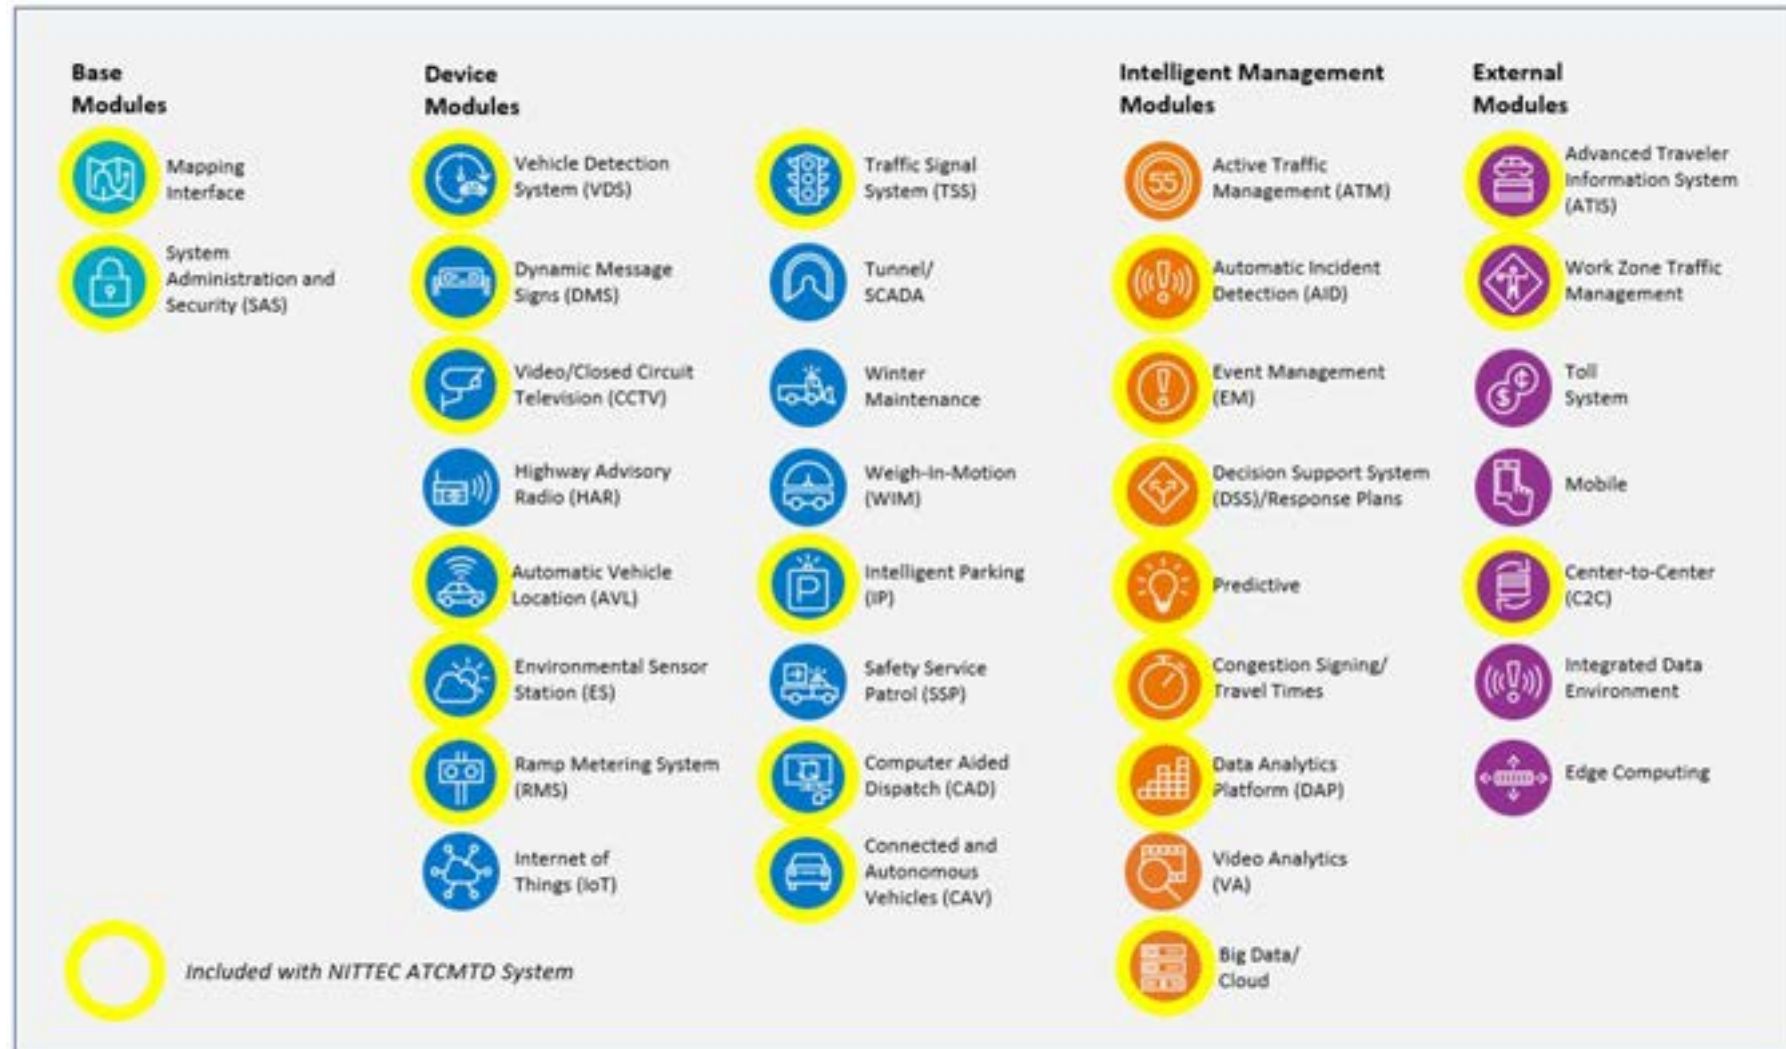 Base
Modules
Mapping
Interface
System
Administration and
Security (SAS)
Device
Modules
Vehicle Detection
System (VDS)
Dynamic Message
Signs (DMS)
Video/Closed Circuit
Television (CCTV)
Highway Advisory
Radio (HAR)
Automatic Vehicle
Location (AVL)
Environmental Sensor
Station (ES)
Ramp Metering System
(RMS)
Internet of
Things (IoT)
Traffic Signal
System (TSS)
Tunnel/
SCADA
Winter
Maintenance
Weigh-In-Motion
(WIM)
P
Intelligent Parking
(IP)
Safety Service
Patrol (SSP)
Computer Aided
Dispatch (CAD)
Connected and
Autonomous
Vehicles (CAV)
Intelligent Management
Modules
55
Active Traffic
Management (ATM)
Automatic Incident
Detection (AID)
Event Management
(EM)
Decision Support System
(DSS)/Response Plans
Predictive
Congestion Signing/
Travel Times
Data Analytics
Platform (DAP)
Video Analytics
(VA)
Big Data/
Cloud
External
Modules
Advanced Traveler
Information System
(ATIS)
Work Zone Traffic
Management
Toll
System
Mobile
Center-to-Center
(C2C)
Integrated Data
Environment
Edge Computing
Included with NITTEC ATCMTD System